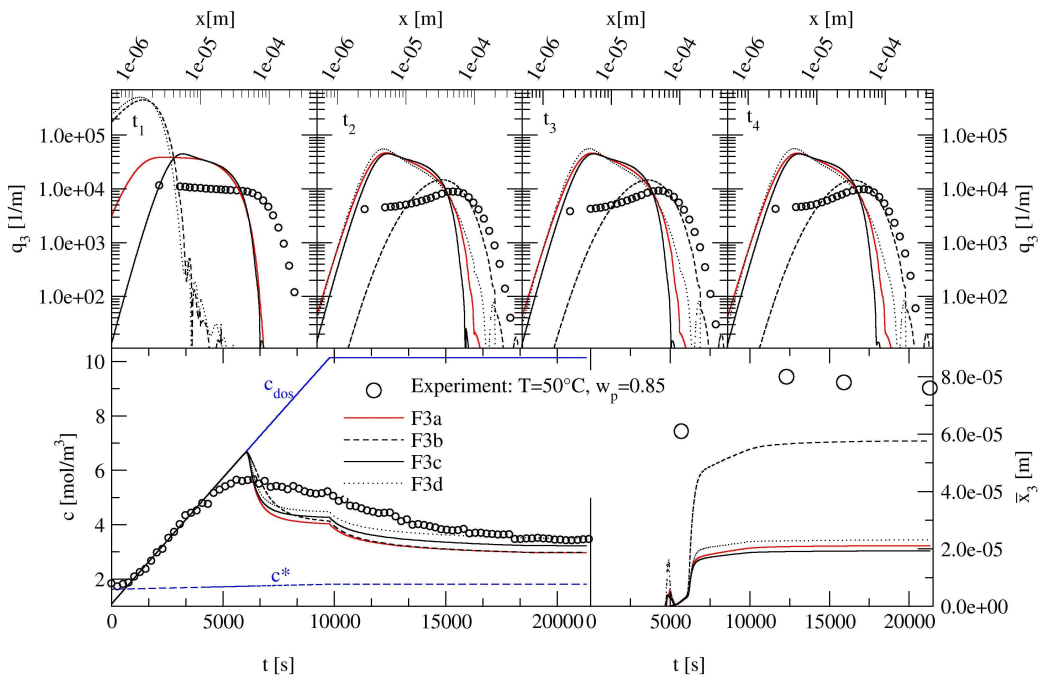 x[m] x [m] x [m] x [m]
1e-06 1e-05 1e-04 1e-06 1e-05 1e-04 1e-06 1e-05 1e-04 1e-06 1e-05 1e-04
t1 t2 t3 t4
1.0e+05 1.0e+05
1.0e+04 1.0e+04
1.0e+03 1.0e+03
1.0e+02 1.0e+02
q3 [1/m] q3 [1/m]
10
8
6
4
2
c [mol/m³]
cdos
c*
Experiment: T=50°C, wp=0.85
F3a
F3b
F3c
F3d
8.0e-05
6.0e-05
4.0e-05
2.0e-05
0.0e+00
x̅3 [m]
0 5000 10000 15000 20000 5000 10000 15000 20000
t [s] t [s]